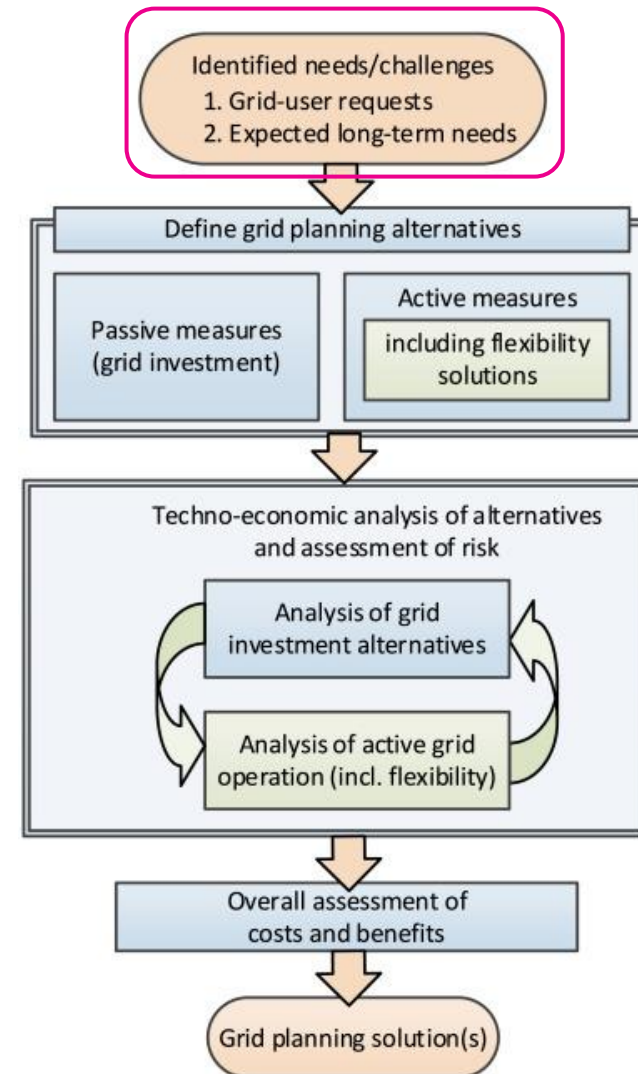 Identified needs/challenges
1. Grid-user requests
2. Expected long-term needs
Define grid planning alternatives
Passive measures
(grid investment)
Active measures
including flexibility
solutions
Techno-economic analysis of alternatives
and assessment of risk
Analysis of grid
investment alternatives
Analysis of active grid
operation (incl. flexibility)
Overall assessment of
costs and benefits
Grid planning solution(s)